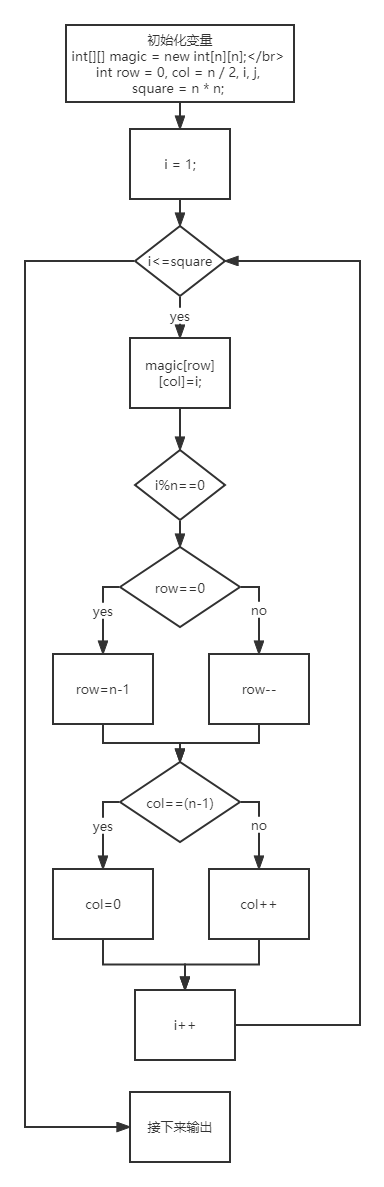 初始化变量
int[][] magic = new int[n][n];</br>
int row = 0, col = n / 2, i, j,
square = n * n;
i = 1;
i<=square
yes
magic[row]
[col]=i;
i%n==0
row==0
yes
no
row=n-1
row--
col==(n-1)
yes
no
col=0
col++
i++
接下来输出